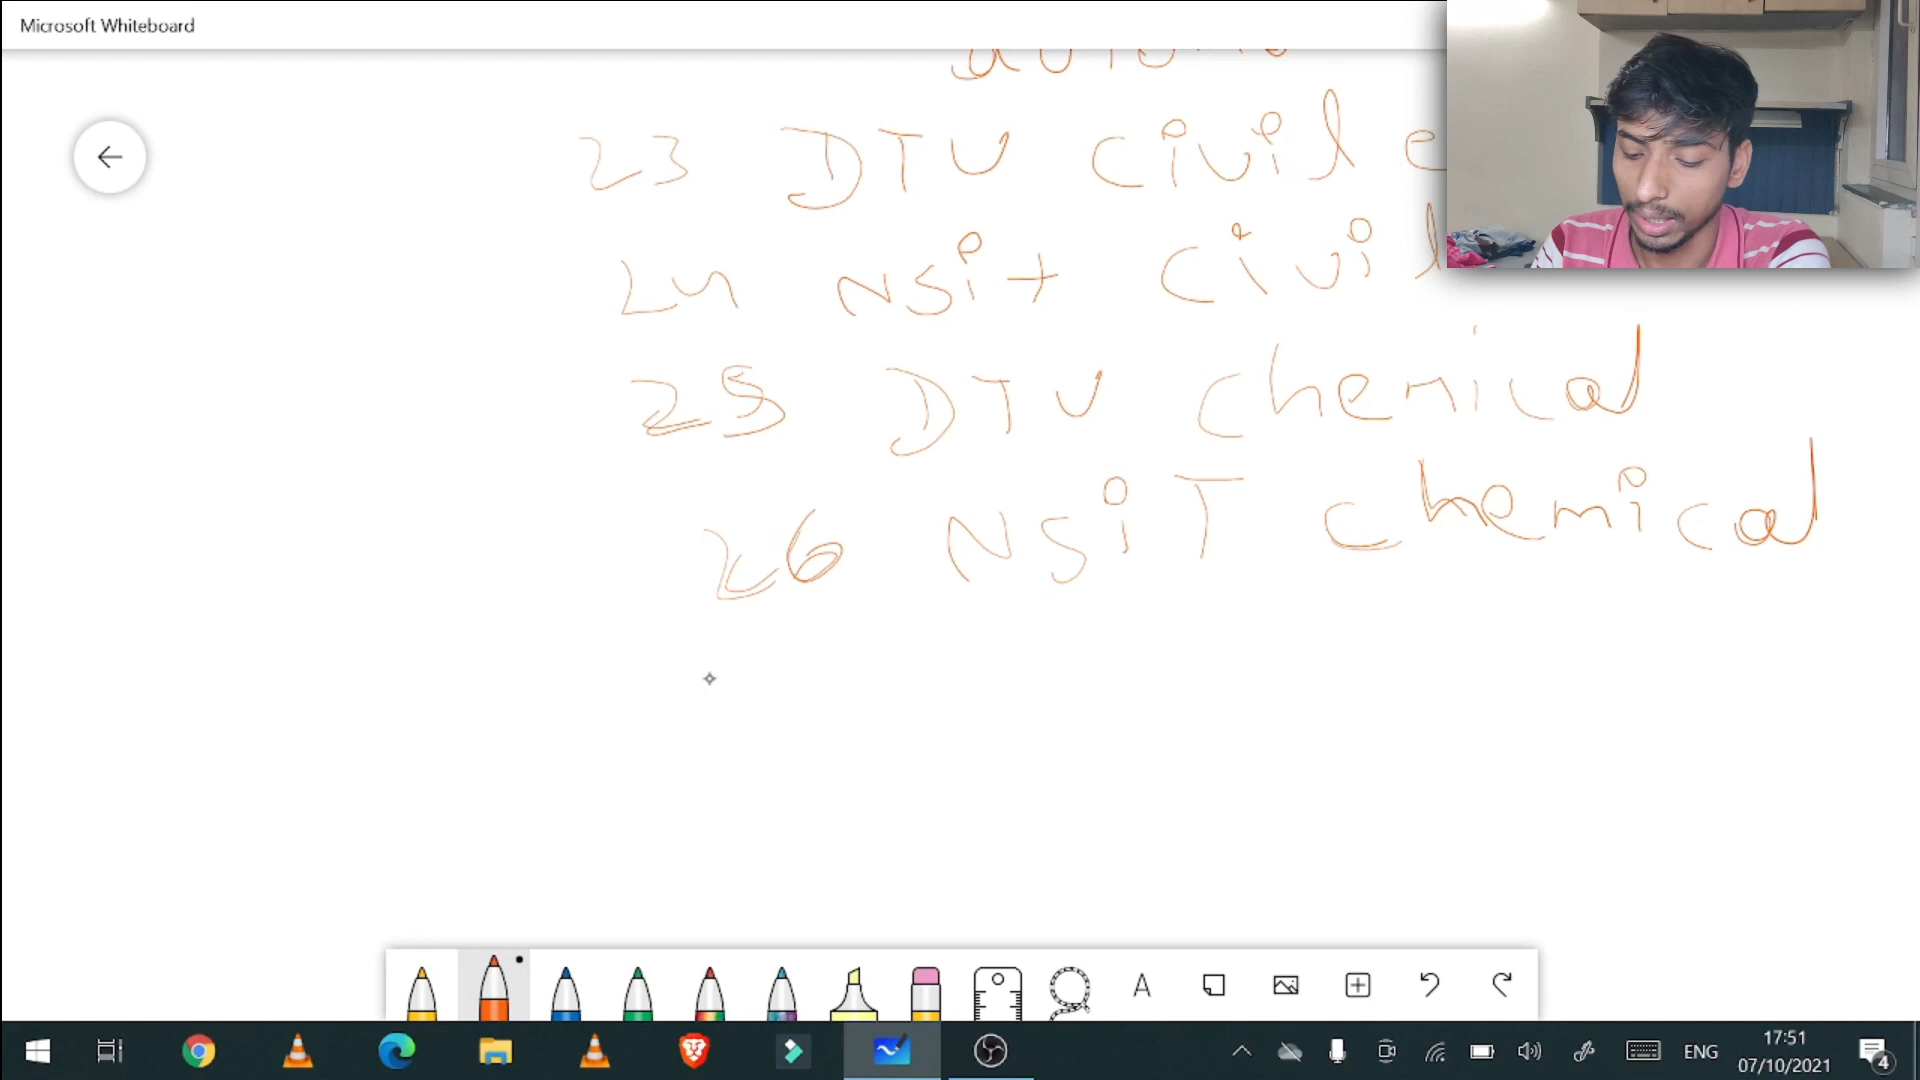 Microsoft Whiteboard
23 DTU civil e
24 NSit civil
25 DTU chemical
26 NSiT chemical
A
ENG
17:51
07/10/2021
4